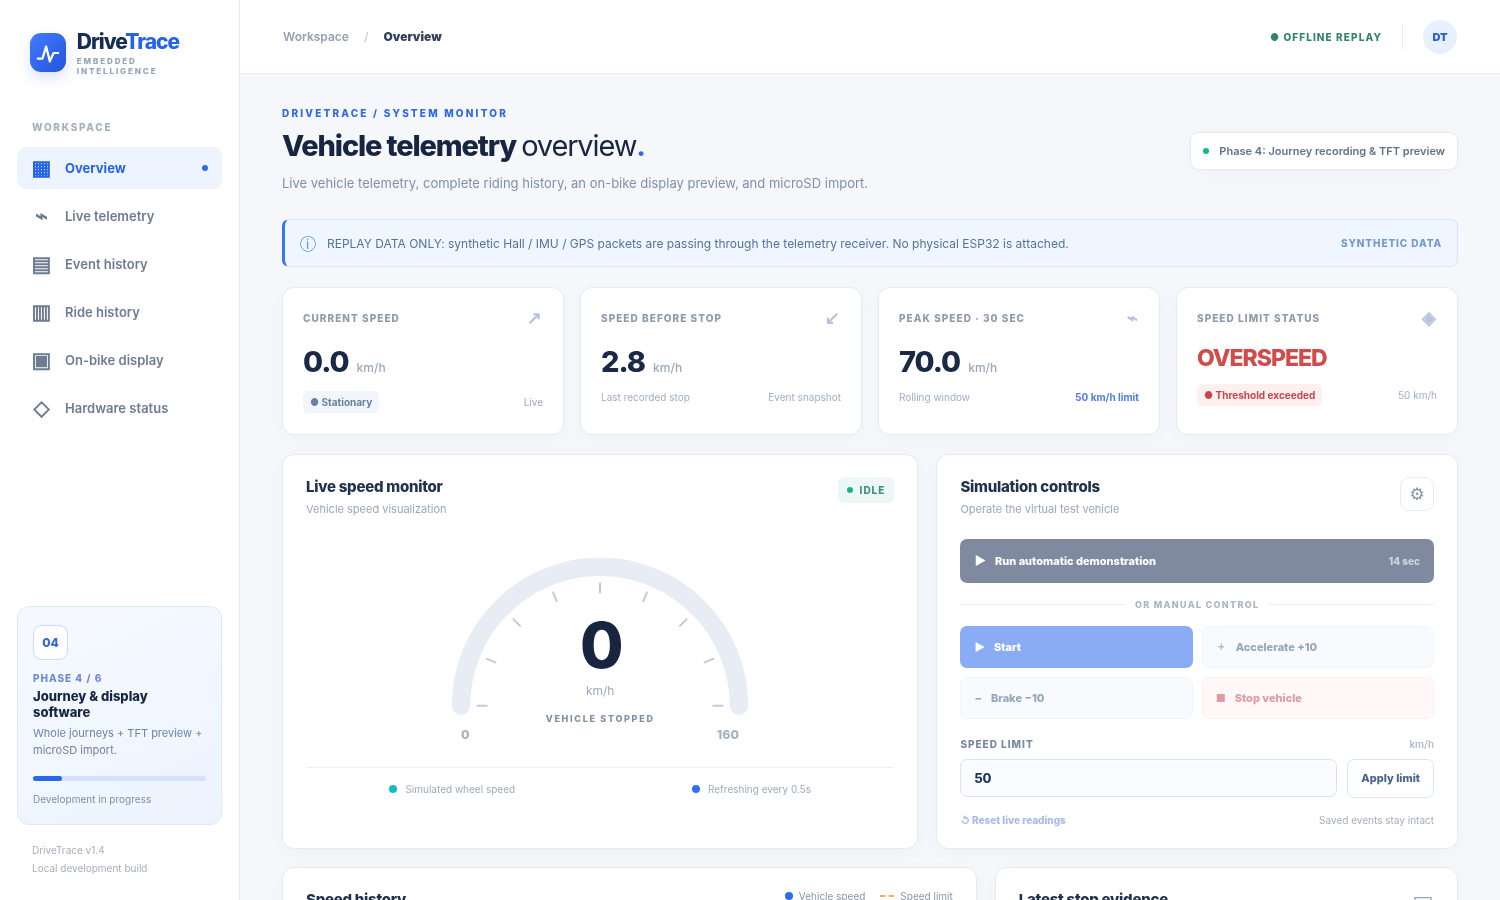 DriveTrace
EMBEDDED
INTELLIGENCE
WORKSPACE
Overview
Live telemetry
Event history
Ride history
On-bike display
Hardware status
04
PHASE 4 / 6
Journey & display
software
Whole journeys + TFT preview +
microSD import.
Development in progress
DriveTrace v1.4
Local development build
Workspace / Overview
OFFLINE REPLAY
DT
DRIVETRACE / SYSTEM MONITOR
Vehicle telemetry overview.
Live vehicle telemetry, complete riding history, an on-bike display preview, and microSD import.
Phase 4: Journey recording & TFT preview
REPLAY DATA ONLY: synthetic Hall / IMU / GPS packets are passing through the telemetry receiver. No physical ESP32 is attached.
SYNTHETIC DATA
CURRENT SPEED
0.0 km/h
Stationary
Live
SPEED BEFORE STOP
2.8 km/h
Last recorded stop
Event snapshot
PEAK SPEED · 30 SEC
70.0 km/h
Rolling window
50 km/h limit
SPEED LIMIT STATUS
OVERSPEED
Threshold exceeded
50 km/h
Live speed monitor
Vehicle speed visualization
IDLE
0
km/h
VEHICLE STOPPED
0
160
Simulated wheel speed
Refreshing every 0.5s
Simulation controls
Operate the virtual test vehicle
Run automatic demonstration
14 sec
OR MANUAL CONTROL
Start
+ Accelerate +10
− Brake −10
Stop vehicle
SPEED LIMIT
km/h
50
Apply limit
↺ Reset live readings
Saved events stay intact
Speed history
Vehicle speed
Speed limit
Latest stop evidence